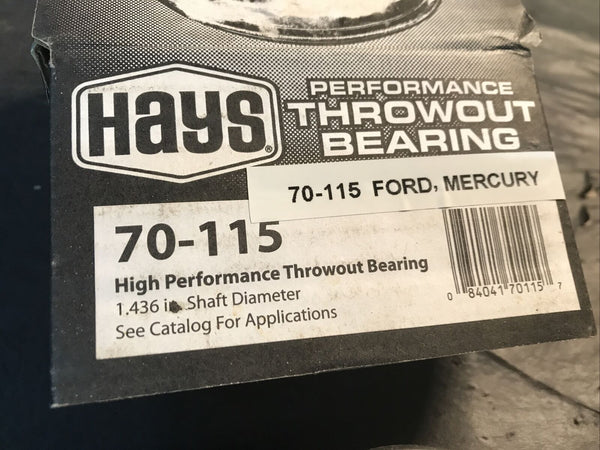 Hays®
PERFORMANCE
THROWOUT
BEARING
70-115 FORD, MERCURY
70-115
High Performance Throwout Bearing
1.436 in. Shaft Diameter
See Catalog For Applications
0 84041 70115 7